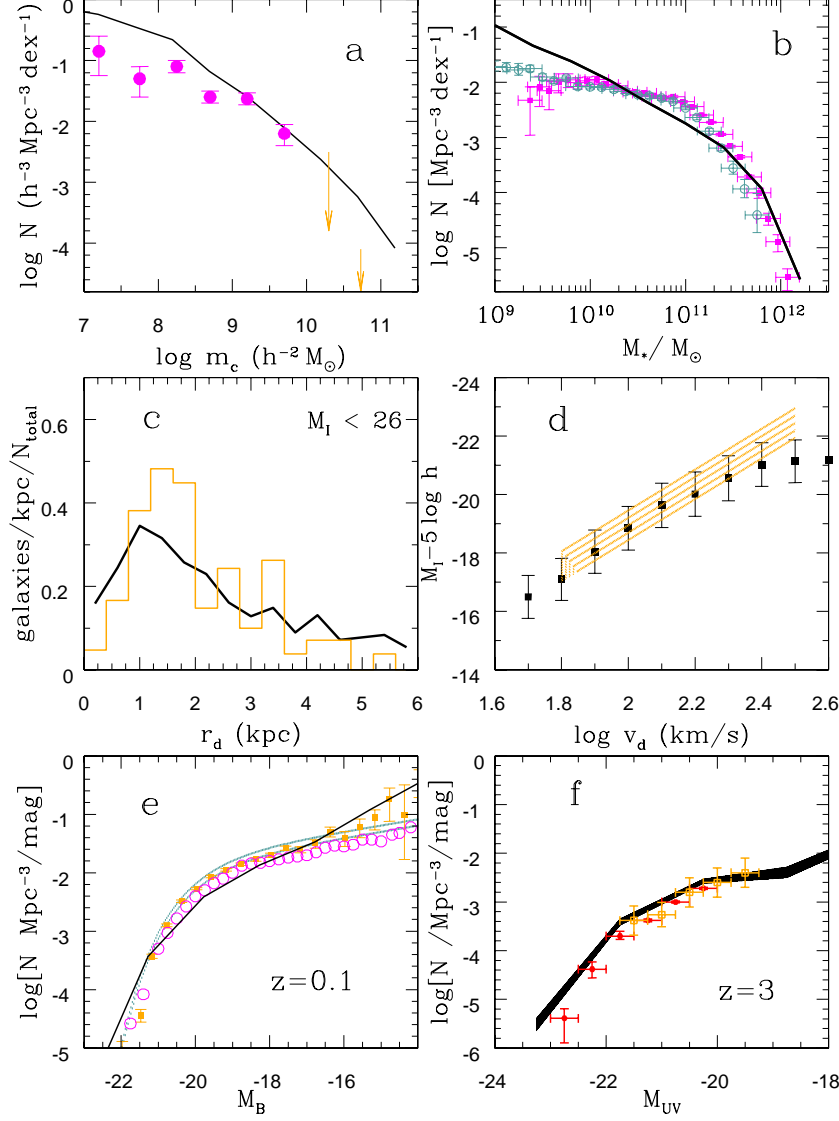 0
-1
-2
-3
-4
log N (h⁻³ Mpc⁻³ dex⁻¹)
a
7 8 9 10 11
log m_c (h⁻² M_⊙)
0
-1
-2
-3
-4
-5
log N [Mpc⁻³ dex⁻¹]
b
10⁹ 10¹⁰ 10¹¹ 10¹²
M_*/ M_⊙
0.6
0.4
0.2
0
galaxies/kpc/N_total
c
M_I < 26
0 1 2 3 4 5 6
r_d (kpc)
-24
-22
-20
-18
-16
-14
M_I−5 log h
d
1.6 1.8 2 2.2 2.4 2.6
log v_d (km/s)
0
-1
-2
-3
-4
-5
log[N Mpc⁻³/mag]
e
z=0.1
-22 -20 -18 -16
M_B
0
-1
-2
-3
-4
-5
-6
log[N /Mpc⁻³/mag]
f
z=3
-24 -22 -20 -18
M_UV